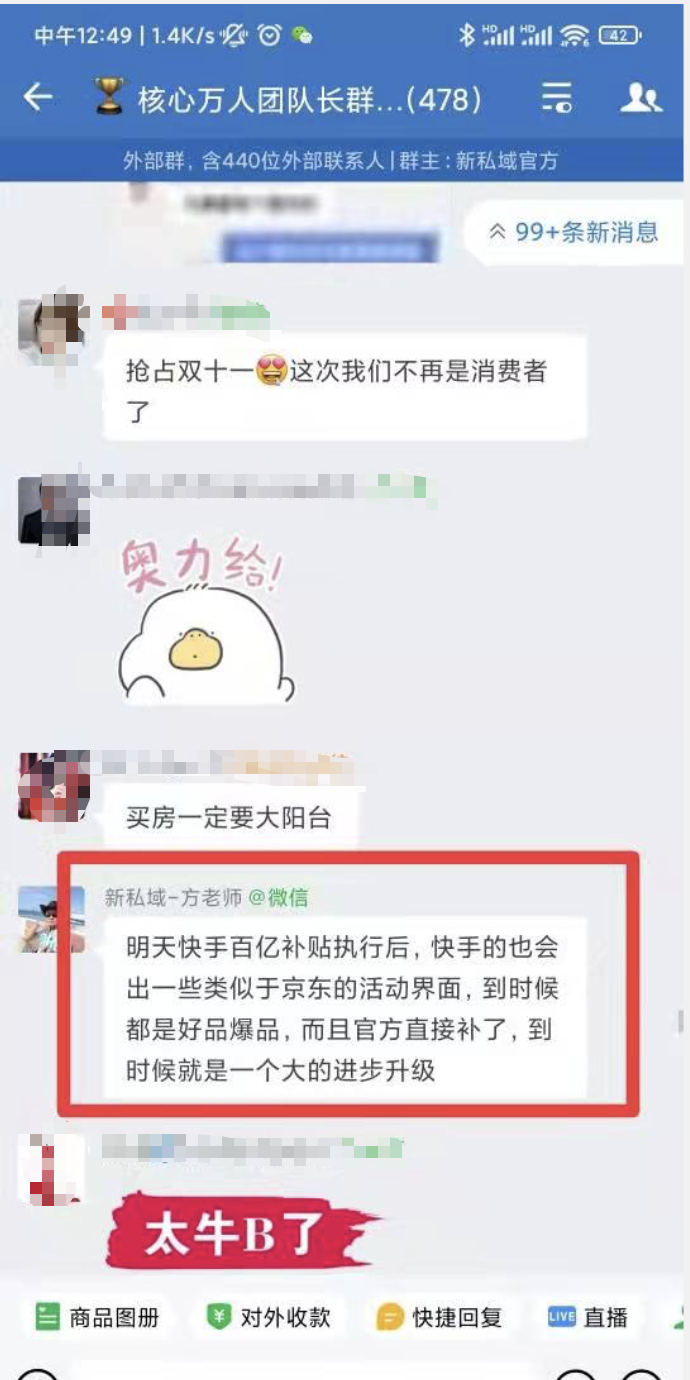 中午12:49 | 1.4K/s
HD HD 42
核心万人团队长群...(478)
外部群，含440位外部联系人 | 群主：新私域官方
99+条新消息
抢占双十一😍这次我们不再是消费者
了
奥力给!
买房一定要大阳台
新私域-方老师 @微信
明天快手百亿补贴执行后，快手的也会
出一些类似于京东的活动界面，到时候
都是好品爆品，而且官方直接补了，到
时候就是一个大的进步升级
太牛B了
商品图册 对外收款 快捷回复 LIVE 直播